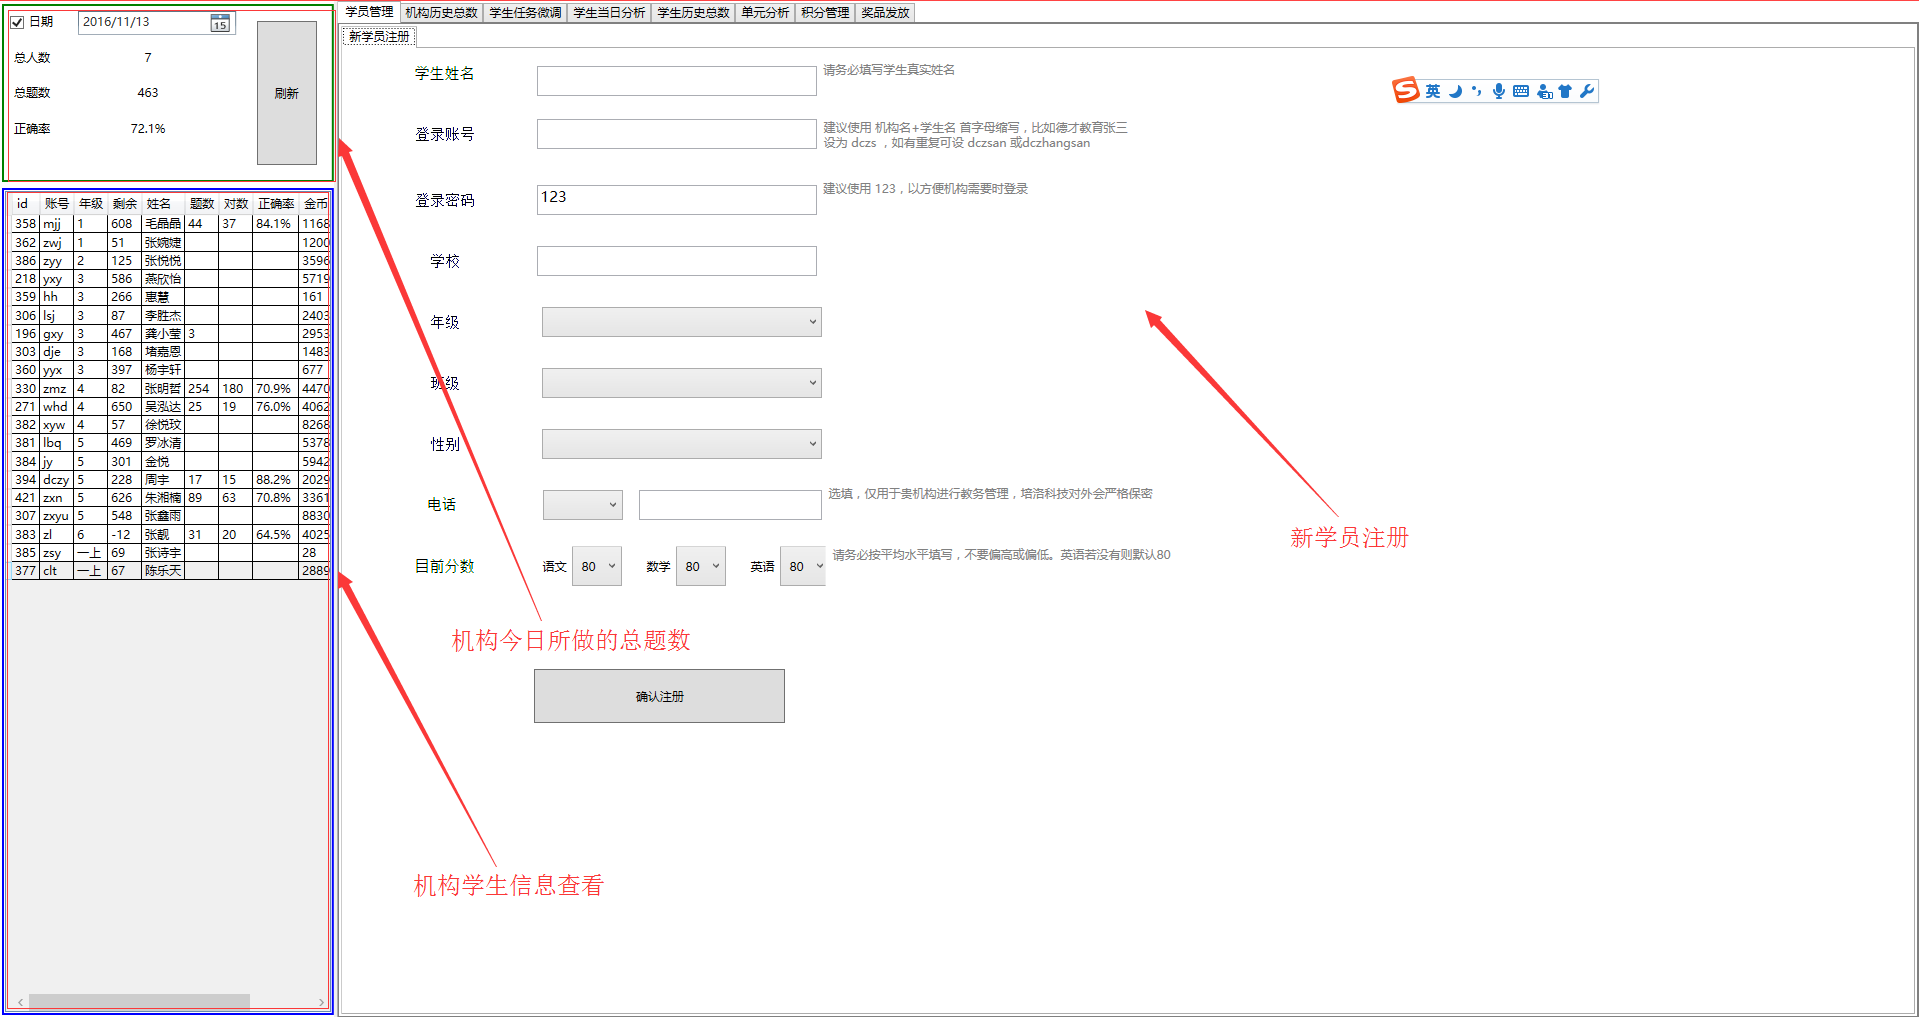 日期 2016/11/13 15
总人数 7
总题数 463
正确率 72.1%
刷新
id 账号 年级 剩余 姓名 题数 对数 正确率 金币
358 mjj 1 608 毛晶晶 44 37 84.1% 1168
362 zwj 1 51 张婉婕 1200
386 zyy 2 125 张悦悦 3596
218 yxy 3 586 燕欣怡 5719
359 hh 3 266 惠慧 161
306 lsj 3 87 李胜杰 2403
196 gxy 3 467 龚小莹 3 2953
303 dje 3 168 堵嘉恩 1483
360 yyx 3 397 杨宇轩 677
330 zmz 4 82 张明哲 254 180 70.9% 4470
271 whd 4 650 吴泓达 25 19 76.0% 4062
382 xyw 4 57 徐悦玟 8268
381 lbq 5 469 罗冰清 5378
384 jy 5 301 金悦 5942
394 dczy 5 228 周宇 17 15 88.2% 2029
421 zxn 5 626 朱湘楠 89 63 70.8% 3361
307 zxyu 5 548 张鑫雨 8830
383 zl 6 -12 张靓 31 20 64.5% 4025
385 zsy 一上 69 张诗宇 28
377 clt 一上 67 陈乐天 2889
学员管理 机构历史总数 学生任务微调 学生当日分析 学生历史总数 单元分析 积分管理 奖品发放
新学员注册
学生姓名 请务必填写学生真实姓名
英
登录账号 建议使用 机构名+学生名 首字母缩写，比如德才教育张三
设为 dczs ，如有重复可设 dczsan 或dczhangsan
登录密码 123 建议使用 123，以方便机构需要时登录
学校
年级
班级
性别
电话 选填，仅用于贵机构进行教务管理，培洛科技对外会严格保密
目前分数 语文 80 数学 80 英语 80 请务必按平均水平填写，不要偏高或偏低。英语若没有则默认80
新学员注册
机构今日所做的总题数
确认注册
机构学生信息查看